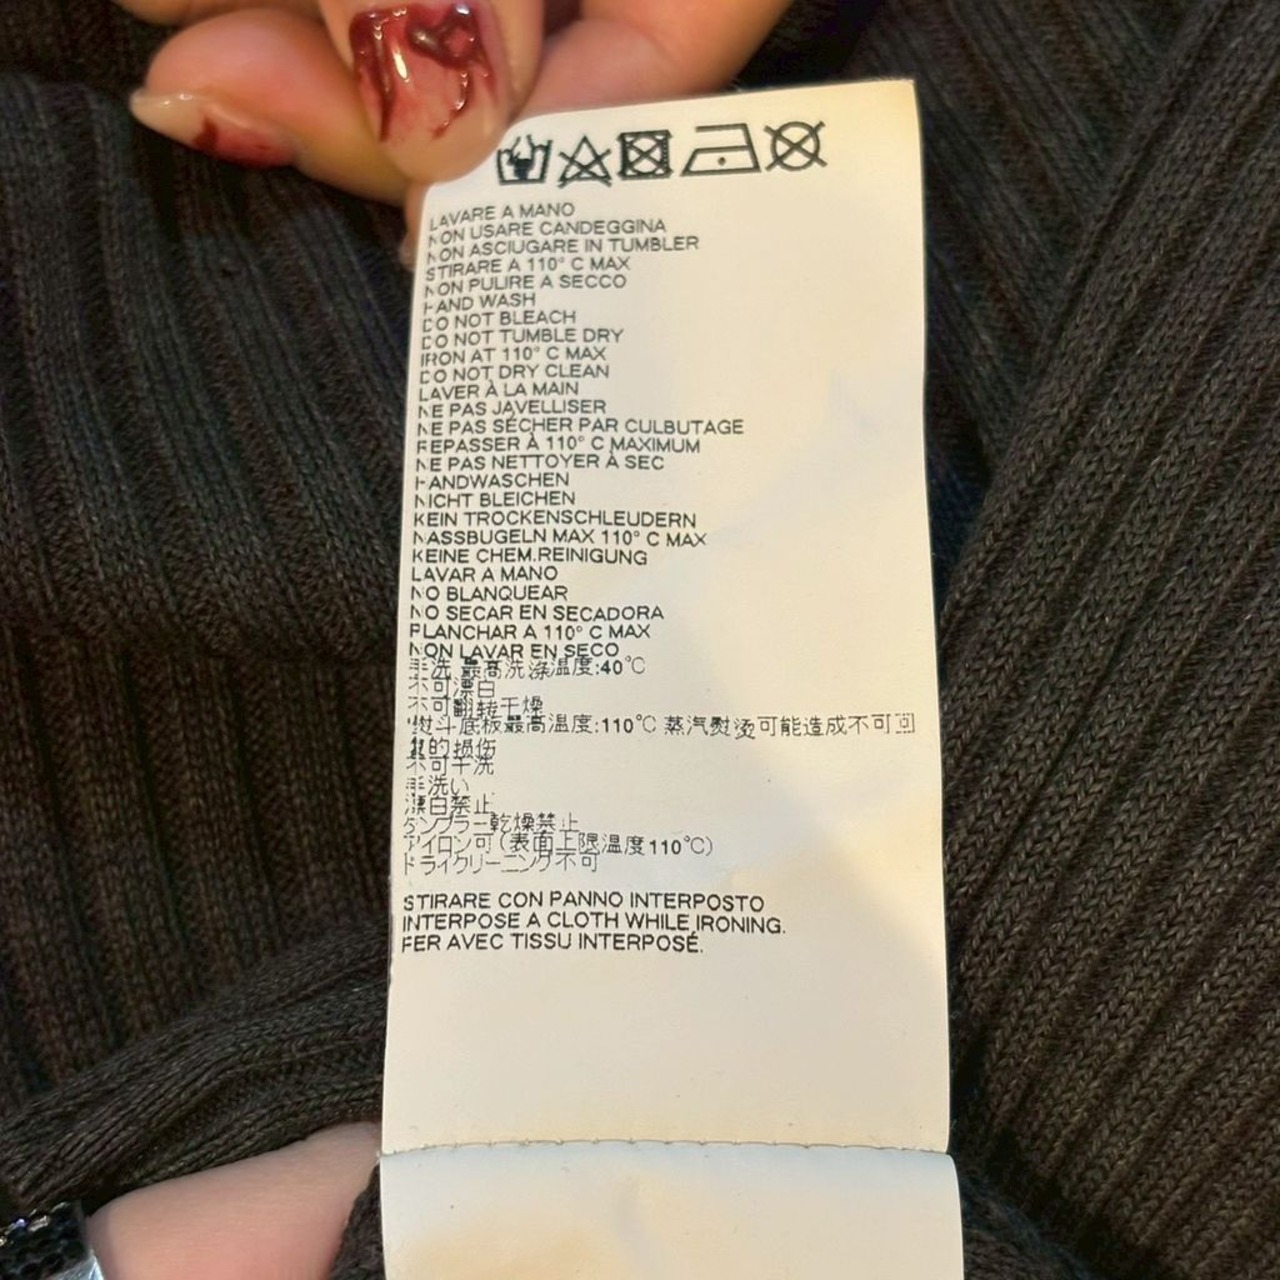 LAVARE A MANO
NON USARE CANDEGGINA
NON ASCIUGARE IN TUMBLER
STIRARE A 110° C MAX
NON PULIRE A SECCO
HAND WASH
DO NOT BLEACH
DO NOT TUMBLE DRY
IRON AT 110° C MAX
DO NOT DRY CLEAN
LAVER À LA MAIN
NE PAS JAVELLISER
NE PAS SÉCHER PAR CULBUTAGE
REPASSER À 110° C MAXIMUM
NE PAS NETTOYER À SEC
HANDWASCHEN
NICHT BLEICHEN
KEIN TROCKENSCHLEUDERN
NASSBUGELN MAX 110° C MAX
KEINE CHEM.REINIGUNG
LAVAR A MANO
NO BLANQUEAR
NO SECAR EN SECADORA
PLANCHAR A 110° C MAX
NON LAVAR EN SECO
手洗 最高洗涤温度:40°C
不可漂白
不可翻转干燥
熨斗底板最高温度:110°C 蒸汽熨烫可能造成不可回
复的损伤
不可干洗
手洗い
漂白禁止
タンブラー乾燥禁止
アイロン可(表面上限温度110°C)
ドライクリーニング不可
STIRARE CON PANNO INTERPOSTO
INTERPOSE A CLOTH WHILE IRONING.
FER AVEC TISSU INTERPOSÉ.